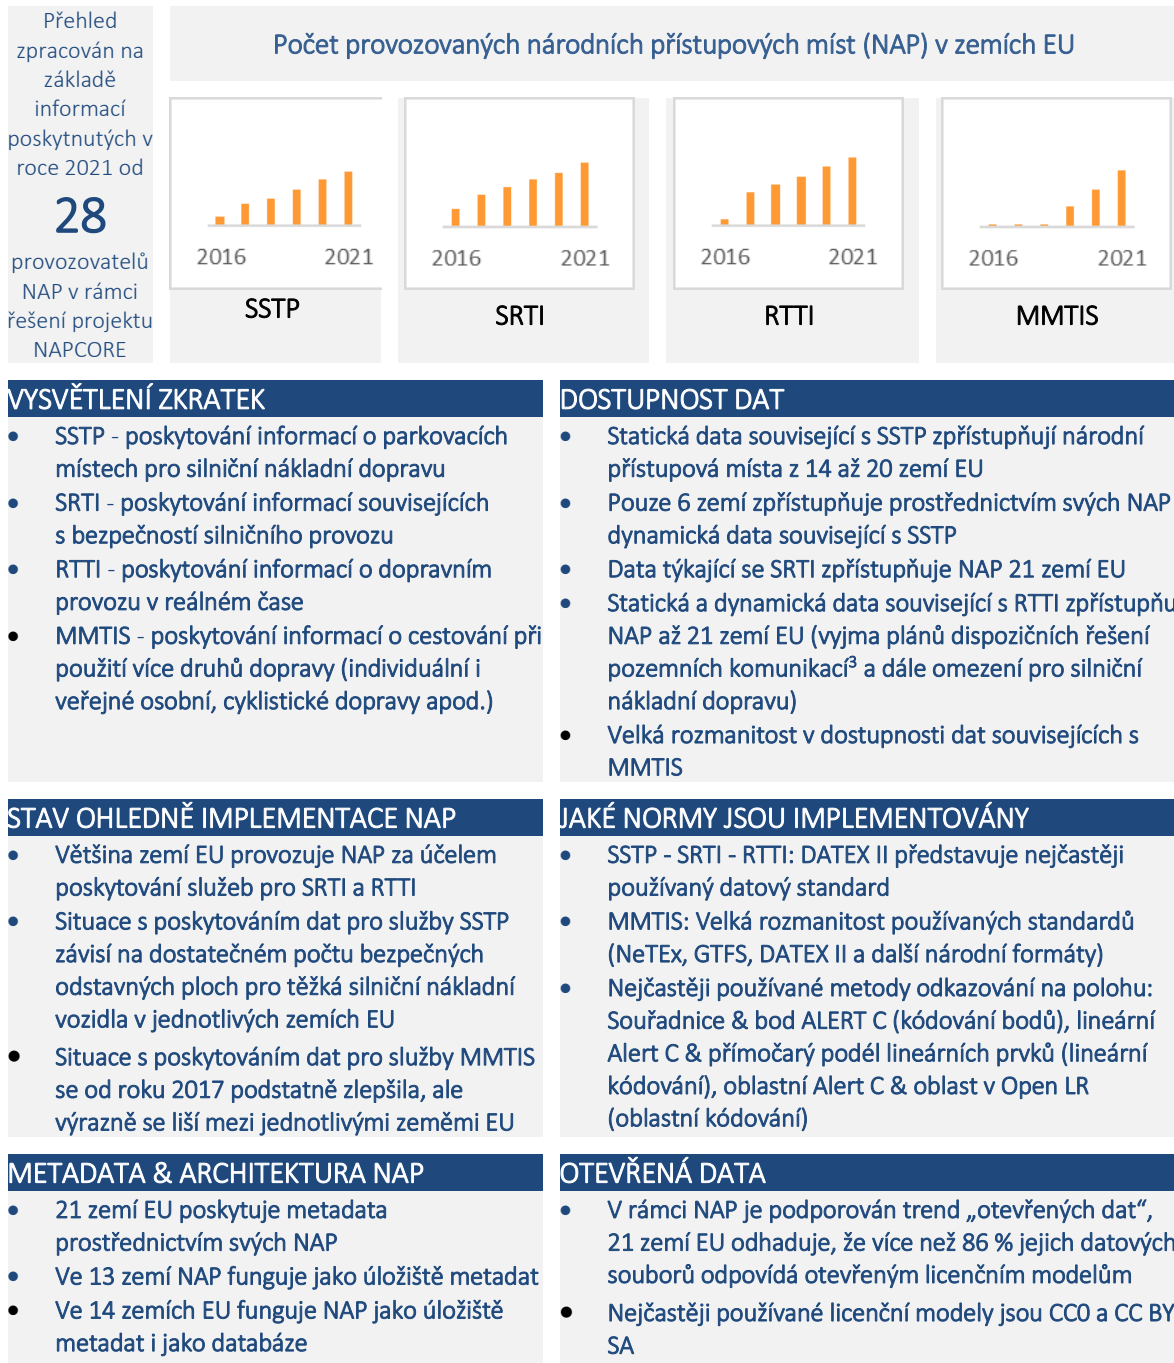 Přehled
zpracován na
základě
informací
poskytnutých v
roce 2021 od
28
provozovatelů
NAP v rámci
řešení projektu
NAPCORE
Počet provozovaných národních přístupových míst (NAP) v zemích EU
2016 2021
SSTP
2016 2021
SRTI
2016 2021
RTTI
2016 2021
MMTIS
VYSVĚTLENÍ ZKRATEK
• SSTP - poskytování informací o parkovacích
místech pro silniční nákladní dopravu
• SRTI - poskytování informací souvisejících
s bezpečností silničního provozu
• RTTI - poskytování informací o dopravním
provozu v reálném čase
• MMTIS - poskytování informací o cestování při
použití více druhů dopravy (individuální i
veřejné osobní, cyklistické dopravy apod.)
DOSTUPNOST DAT
• Statická data související s SSTP zpřístupňují národní
přístupová místa z 14 až 20 zemí EU
• Pouze 6 zemí zpřístupňuje prostřednictvím svých NAP
dynamická data související s SSTP
• Data týkající se SRTI zpřístupňuje NAP 21 zemí EU
• Statická a dynamická data související s RTTI zpřístupňu
NAP až 21 zemí EU (vyjma plánů dispozičních řešení
pozemních komunikací³ a dále omezení pro silniční
nákladní dopravu)
• Velká rozmanitost v dostupnosti dat souvisejících s
MMTIS
STAV OHLEDNĚ IMPLEMENTACE NAP
• Většina zemí EU provozuje NAP za účelem
poskytování služeb pro SRTI a RTTI
• Situace s poskytováním dat pro služby SSTP
závisí na dostatečném počtu bezpečných
odstavných ploch pro těžká silniční nákladní
vozidla v jednotlivých zemích EU
• Situace s poskytováním dat pro služby MMTIS
se od roku 2017 podstatně zlepšila, ale
výrazně se liší mezi jednotlivými zeměmi EU
JAKÉ NORMY JSOU IMPLEMENTOVÁNY
• SSTP - SRTI - RTTI: DATEX II představuje nejčastěji
používaný datový standard
• MMTIS: Velká rozmanitost používaných standardů
(NeTEx, GTFS, DATEX II a další národní formáty)
• Nejčastěji používané metody odkazování na polohu:
Souřadnice & bod ALERT C (kódování bodů), lineární
Alert C & přímočarý podél lineárních prvků (lineární
kódování), oblastní Alert C & oblast v Open LR
(oblastní kódování)
METADATA & ARCHITEKTURA NAP
• 21 zemí EU poskytuje metadata
prostřednictvím svých NAP
• Ve 13 zemí NAP funguje jako úložiště metadat
• Ve 14 zemích EU funguje NAP jako úložiště
metadat i jako databáze
OTEVŘENÁ DATA
• V rámci NAP je podporován trend „otevřených dat“,
21 zemí EU odhaduje, že více než 86 % jejich datových
souborů odpovídá otevřeným licenčním modelům
• Nejčastěji používané licenční modely jsou CC0 a CC BY
SA